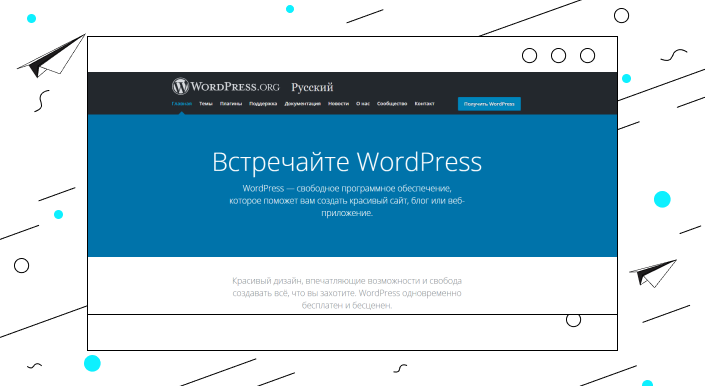 WORDPRESS.ORG Русский
Главная Темы Плагины Поддержка Документация Новости О нас Сообщество Контакт Получить WordPress
Встречайте WordPress
WordPress — свободное программное обеспечение,
которое поможет вам создать красивый сайт, блог или веб-
приложение.
Красивый дизайн, впечатляющие возможности и свобода
создавать всё, что вы захотите. WordPress одновременно
бесплатен и бесценен.